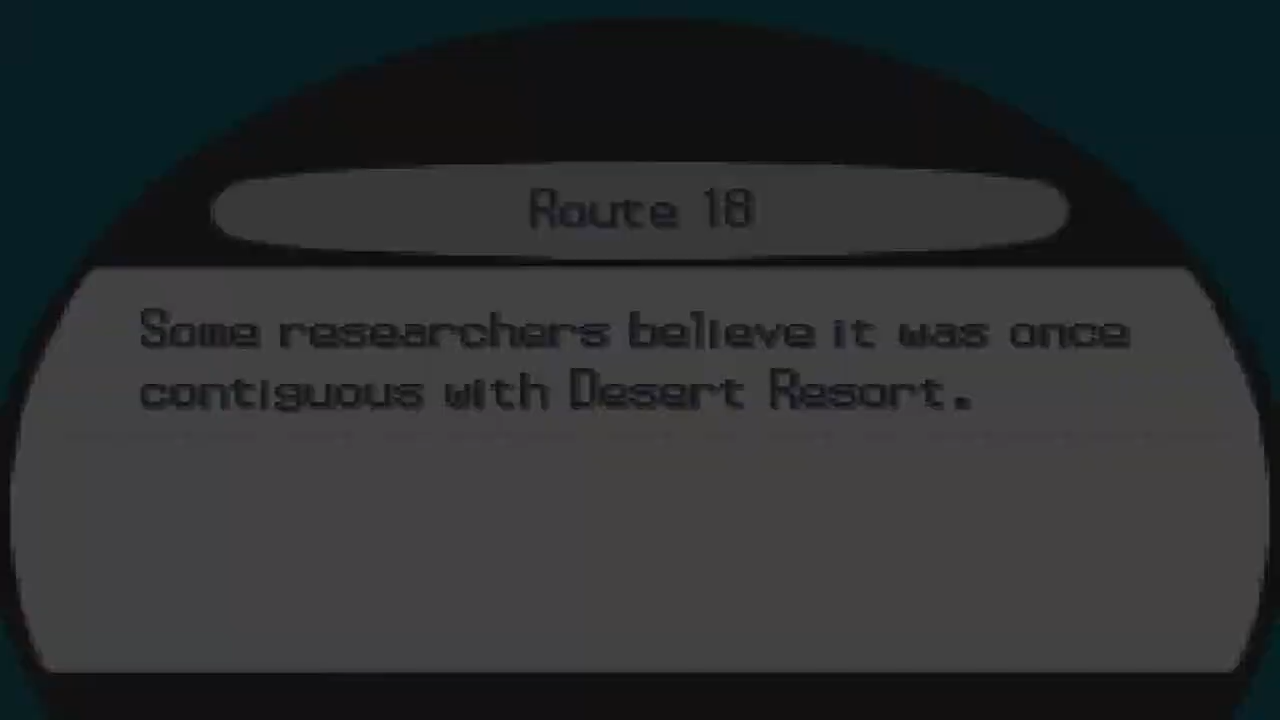 Route 18
Some researchers believe it was once
contiguous with Desert Resort.